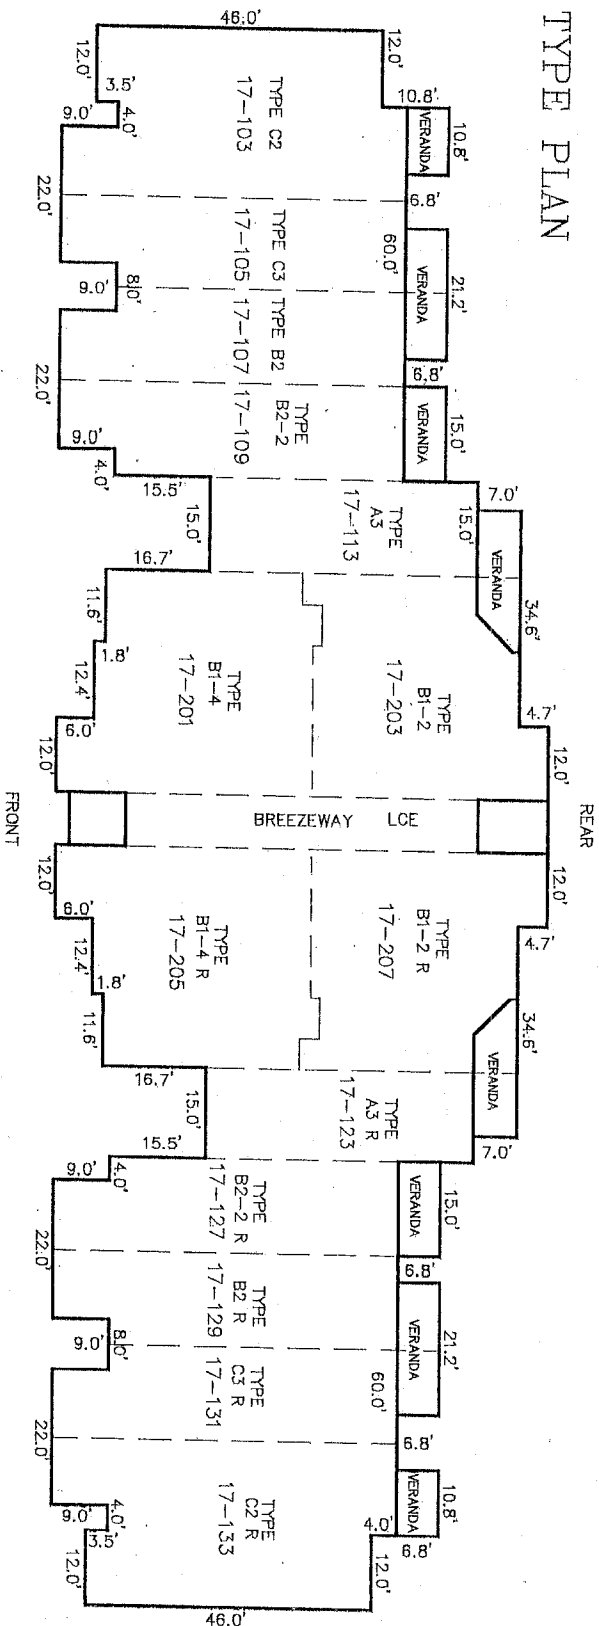 TYPE PLAN
REAR
46.0'
12.0'
10.8'
VERANDA
10.8'
6.8'
60.0'
VERANDA
21.2'
6.8'
VERANDA
15.0'
15.0'
7.0'
VERANDA
34.6'
4.7'
12.0'
12.0'
4.7'
34.6'
VERANDA
7.0'
15.0'
VERANDA
6.8'
21.2'
VERANDA
60.0'
6.8'
10.8'
VERANDA
6.8'
4.0'
12.0'
46.0'
TYPE C2
17-103
TYPE C3
17-105
TYPE B2
17-107
TYPE
B2-2
17-109
TYPE
A3
17-113
TYPE
B1-2
17-203
TYPE
B1-4
17-201
BREEZEWAY LCE
TYPE
B1-2 R
17-207
TYPE
B1-4 R
17-205
TYPE
A3 R
17-123
TYPE
B2-2 R
17-127
TYPE
B2 R
17-129
TYPE
C3 R
17-131
TYPE
C2 R
17-133
12.0'
3.5'
4.0'
9.0'
22.0'
9.0'
8.0'
22.0'
9.0'
4.0'
15.5'
15.0'
16.7'
11.6'
1.8'
12.4'
6.0'
12.0'
12.0'
6.0'
12.4'
1.8'
11.6'
16.7'
15.0'
15.5'
4.0'
9.0'
22.0'
9.0'
8.0'
22.0'
9.0'
4.0'
3.5'
12.0'
FRONT